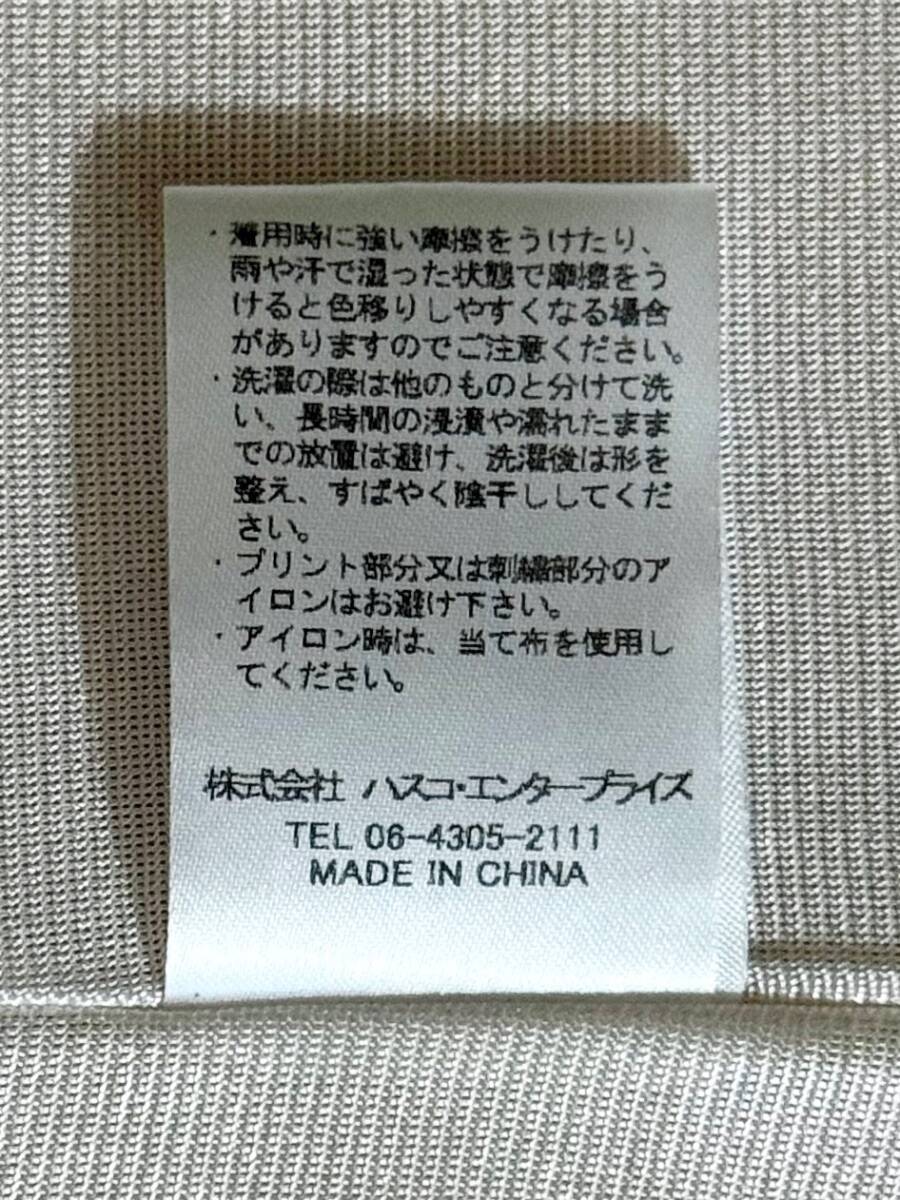 ・着用時に強い摩擦をうけたり、
雨や汗で湿った状態で摩擦をう
けると色移りしやすくなる場合
がありますのでご注意ください。
・洗濯の際は他のものと分けて洗
い、長時間の浸漬や濡れたまま
での放置は避け、洗濯後は形を
整え、すばやく陰干ししてくだ
さい。
・プリント部分又は刺繍部分のア
イロンはお避け下さい。
・アイロン時は、当て布を使用し
てください。
株式会社 ハスコ・エンタープライズ
TEL 06-4305-2111
MADE IN CHINA